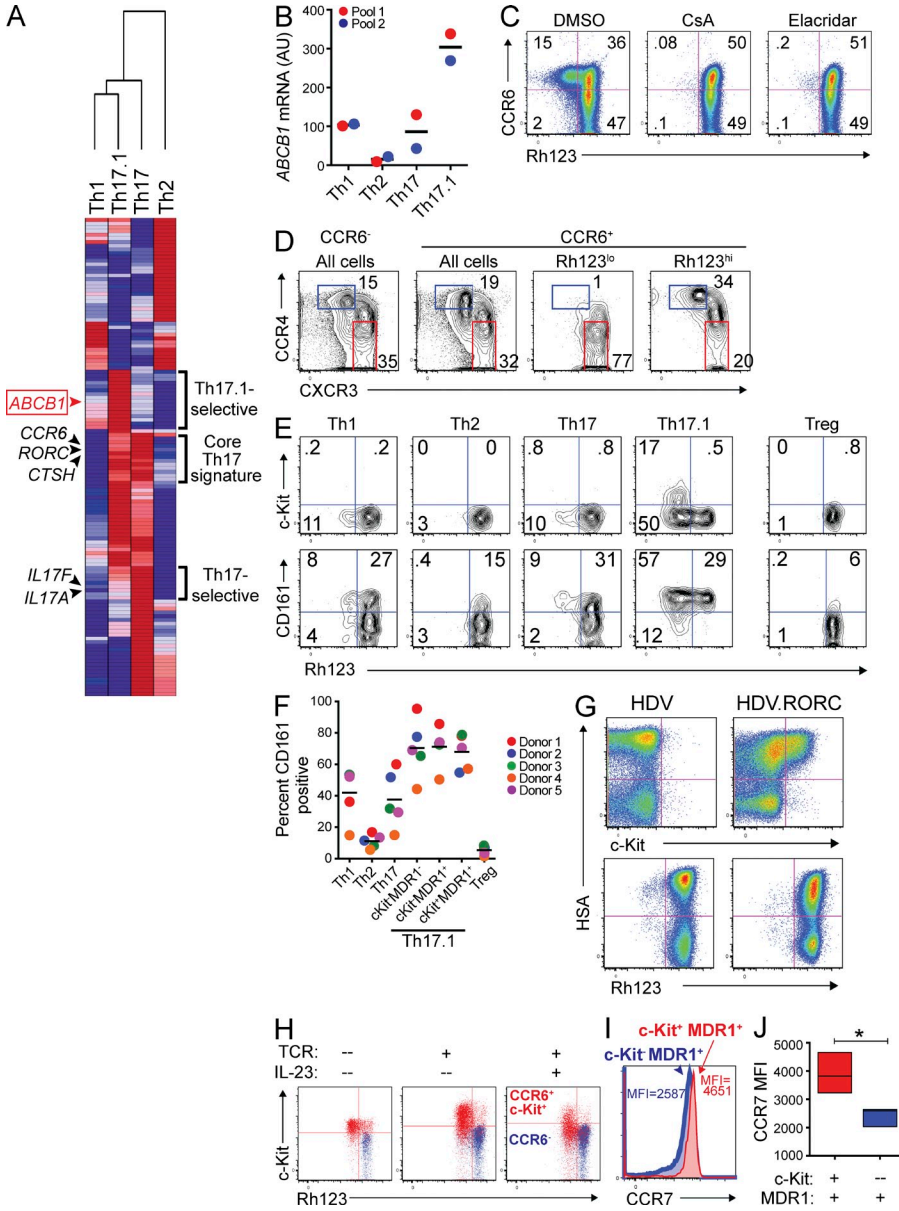 A
Th1
Th17.1
Th17
Th2
ABCB1
CCR6
RORC
CTSH
IL17F
IL17A
Th17.1-
selective
Core
Th17
signature
Th17-
selective
B
Pool 1
Pool 2
ABCB1 mRNA (AU)
400
300
200
100
0
Th1
Th2
Th17
Th17.1
C
DMSO
CsA
Elacridar
15
36
2
47
.08
50
.1
49
.2
51
.1
49
CCR6
Rh123
D
CCR6-
CCR6+
All cells
All cells
Rh123lo
Rh123hi
15
35
19
32
1
77
34
20
CCR4
CXCR3
E
Th1
Th2
Th17
Th17.1
Treg
.2
.2
11
0
0
3
.8
.8
10
17
.5
50
0
.8
1
c-Kit
8
27
4
.4
15
3
9
31
2
57
29
.12
.2
6
1
CD161
Rh123
F
Percent CD161
positive
100
80
60
40
20
0
Donor 1
Donor 2
Donor 3
Donor 4
Donor 5
Th1
Th2
Th17
cKit-MDR1-
cKit-MDR1+
cKit+MDR1+
Treg
Th17.1
G
HDV
HDV.RORC
c-Kit
HSA
Rh123
H
TCR: -- + +
IL-23: -- -- +
CCR6+
c-Kit+
CCR6-
c-Kit
Rh123
I
c-Kit+ MDR1+
c-Kit-MDR1+
MFI=2587
MFI=
4651
CCR7
J
*
CCR7 MFI
5000
4000
3000
2000
1000
c-Kit: + --
MDR1: + +